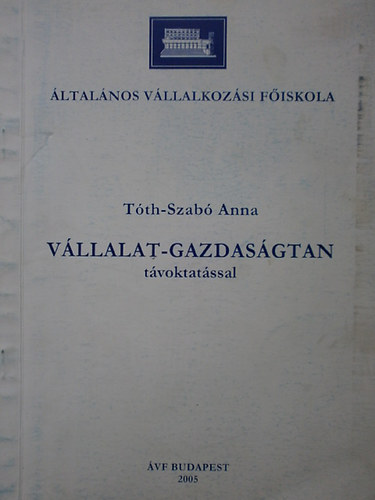 ÁLTALÁNOS VÁLLALKOZÁSI FŐISKOLA
Tóth-Szabó Anna
VÁLLALAT-GAZDASÁGTAN
távoktatással
ÁVF BUDAPEST
2005